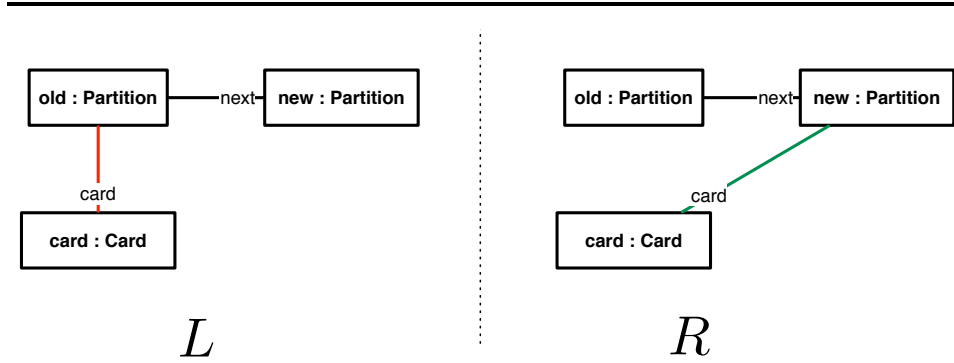 old : Partition next new : Partition
card
card : Card
L
old : Partition next new : Partition
card
card : Card
R